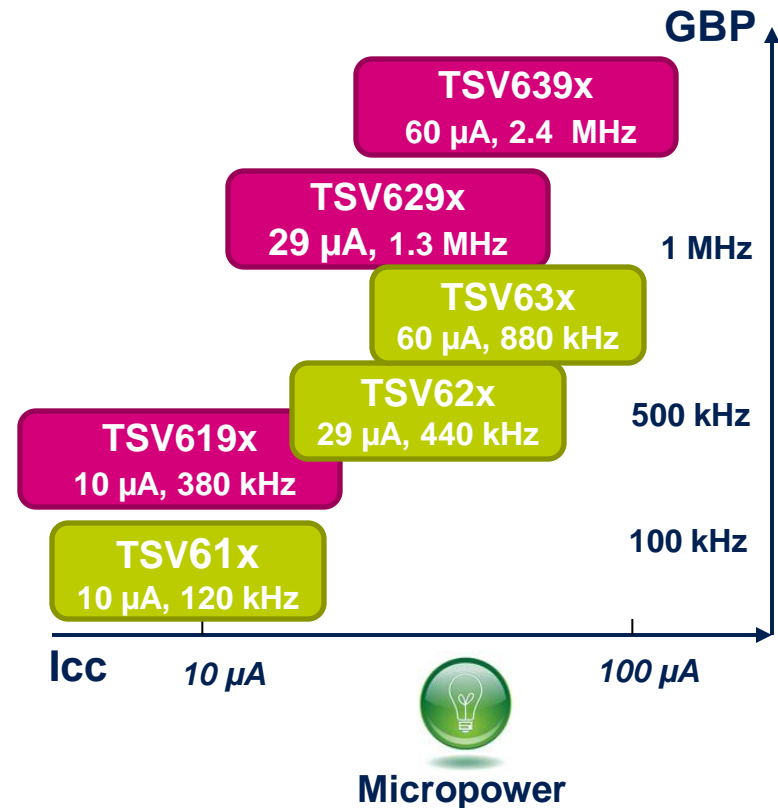 GBP
TSV639x
60 µA, 2.4 MHz
TSV629x
29 µA, 1.3 MHz
1 MHz
TSV63x
60 µA, 880 kHz
TSV62x
29 µA, 440 kHz
500 kHz
TSV619x
10 µA, 380 kHz
100 kHz
TSV61x
10 µA, 120 kHz
Icc
10 µA
100 µA
Micropower